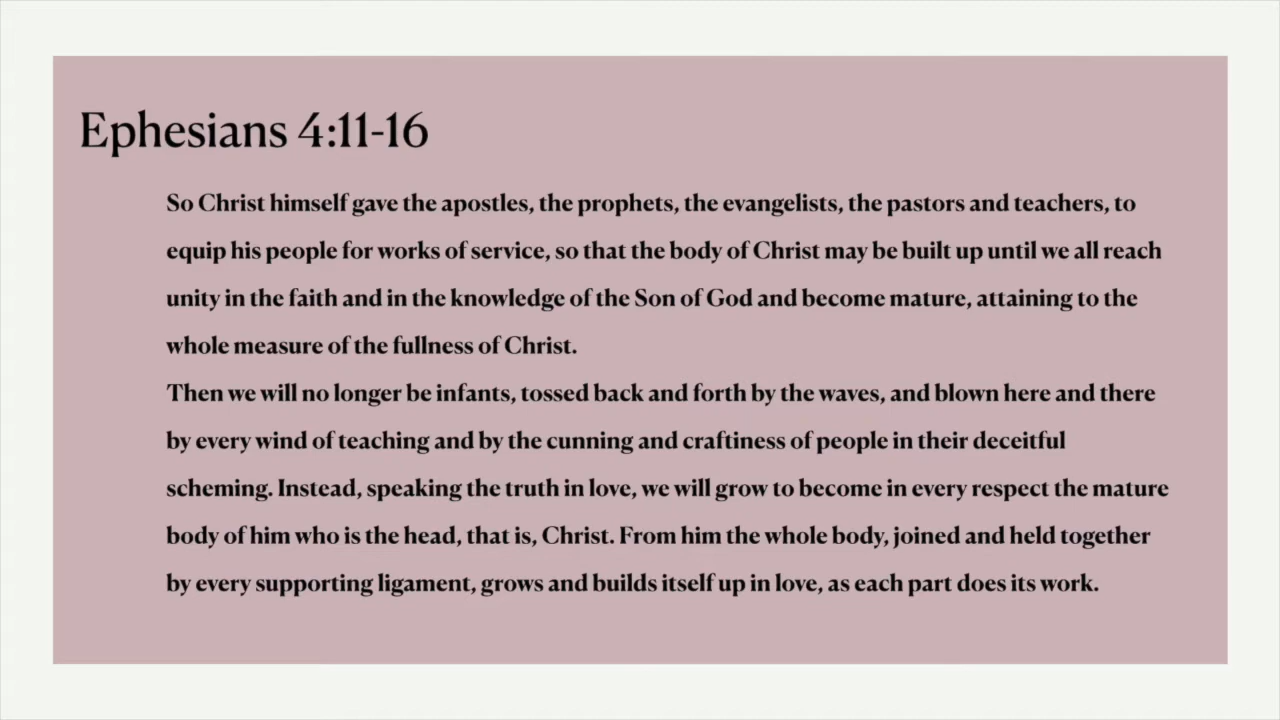 Ephesians 4:11-16
So Christ himself gave the apostles, the prophets, the evangelists, the pastors and teachers, to
equip his people for works of service, so that the body of Christ may be built up until we all reach
unity in the faith and in the knowledge of the Son of God and become mature, attaining to the
whole measure of the fullness of Christ.
Then we will no longer be infants, tossed back and forth by the waves, and blown here and there
by every wind of teaching and by the cunning and craftiness of people in their deceitful
scheming. Instead, speaking the truth in love, we will grow to become in every respect the mature
body of him who is the head, that is, Christ. From him the whole body, joined and held together
by every supporting ligament, grows and builds itself up in love, as each part does its work.